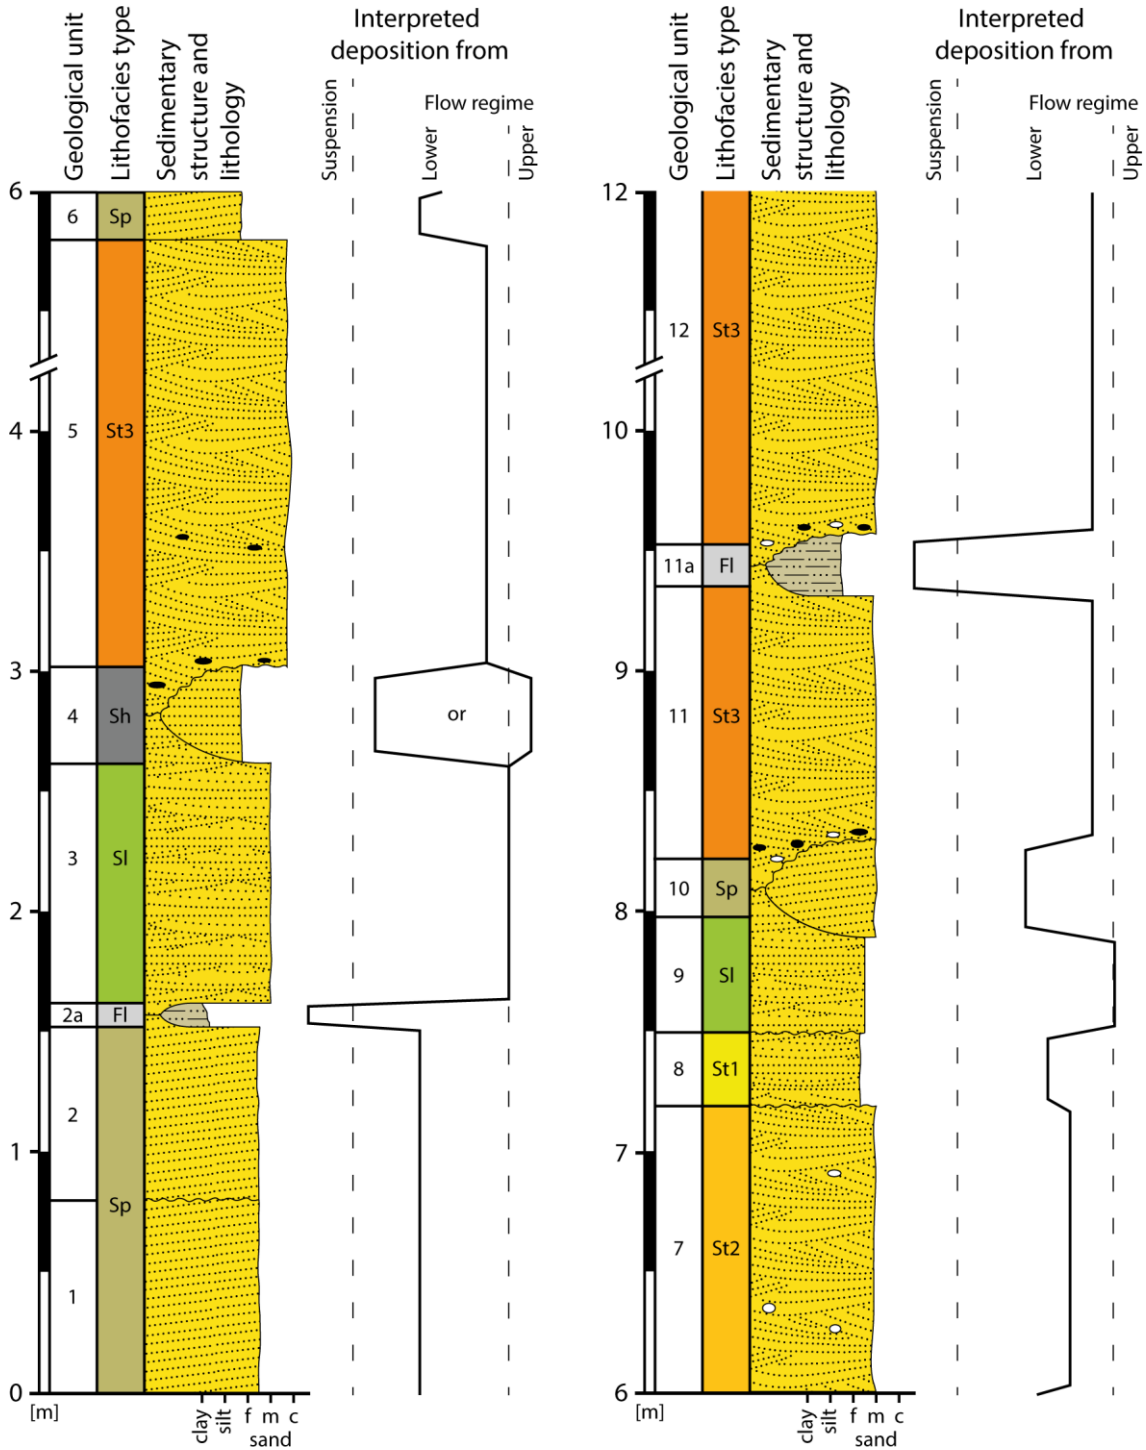 Geological unit
Lithofacies type
Sedimentary
structure and
lithology
Interpreted
deposition from
Suspension
Flow regime
Lower
Upper
6
6
Sp
5
St3
4
3
4
Sh
or
3
Sl
2
2a
Fl
2
1
Sp
1
0
[m]
clay
silt
f
m
c
sand
Geological unit
Lithofacies type
Sedimentary
structure and
lithology
Interpreted
deposition from
Suspension
Flow regime
Lower
Upper
12
12
St3
10
11a
Fl
9
11
St3
10
Sp
8
9
Sl
8
St1
7
7
St2
6
[m]
clay
silt
f
m
c
sand